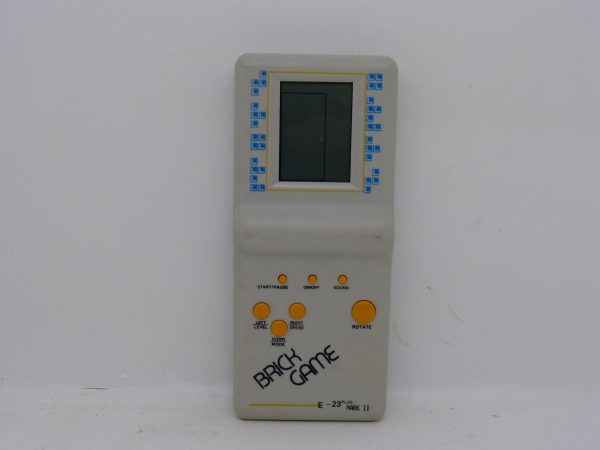 START/PAUSE ON/OFF SOUND
LEFT RIGHT
LEVEL SPEED
ROTATE
DOWN
MODE
BRICK
GAME
E-23 PLUS MARK II